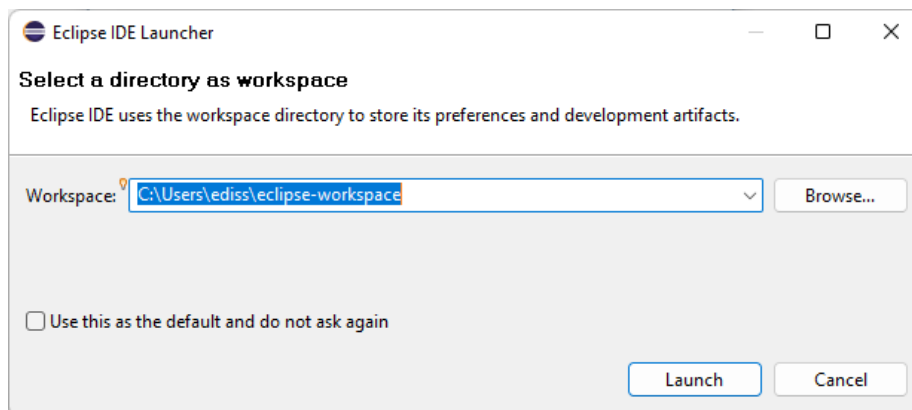 Eclipse IDE Launcher
Select a directory as workspace
Eclipse IDE uses the workspace directory to store its preferences and development artifacts.
Workspace: C:\Users\ediss\eclipse-workspace Browse...
Use this as the default and do not ask again
Launch Cancel